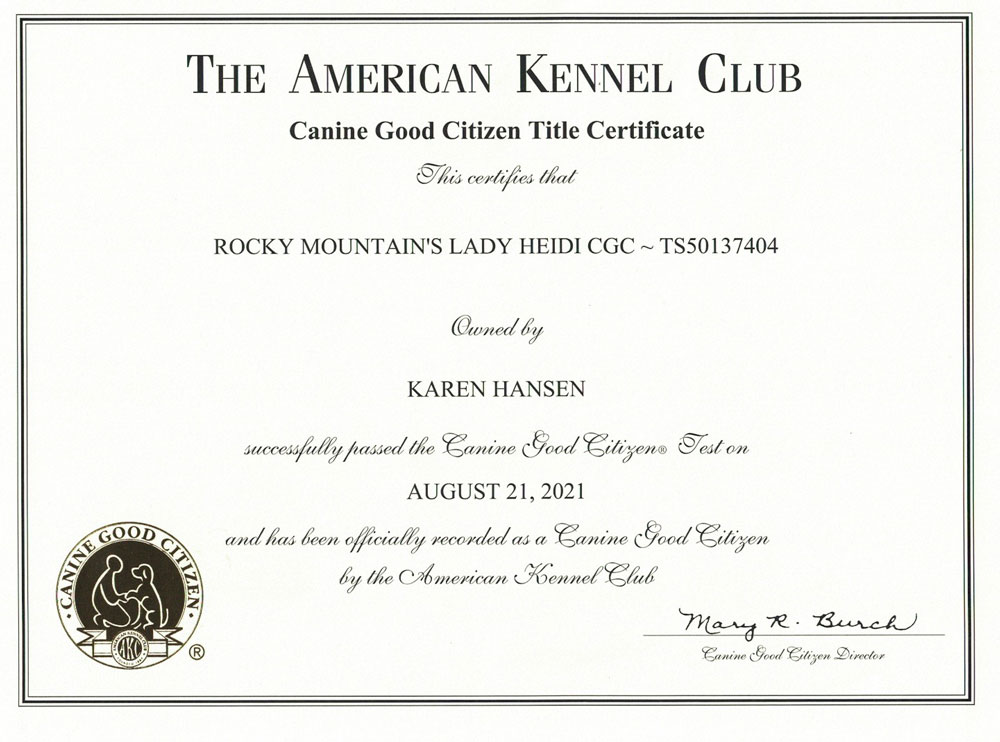 THE AMERICAN KENNEL CLUB
Canine Good Citizen Title Certificate
This certifies that
ROCKY MOUNTAIN'S LADY HEIDI CGC ~ TS50137404
Owned by
KAREN HANSEN
successfully passed the Canine Good Citizen® Test on
AUGUST 21, 2021
and has been officially recorded as a Canine Good Citizen
by the American Kennel Club
· CANINE GOOD CITIZEN ·
AKC
®
Mary R. Burch
Canine Good Citizen Director